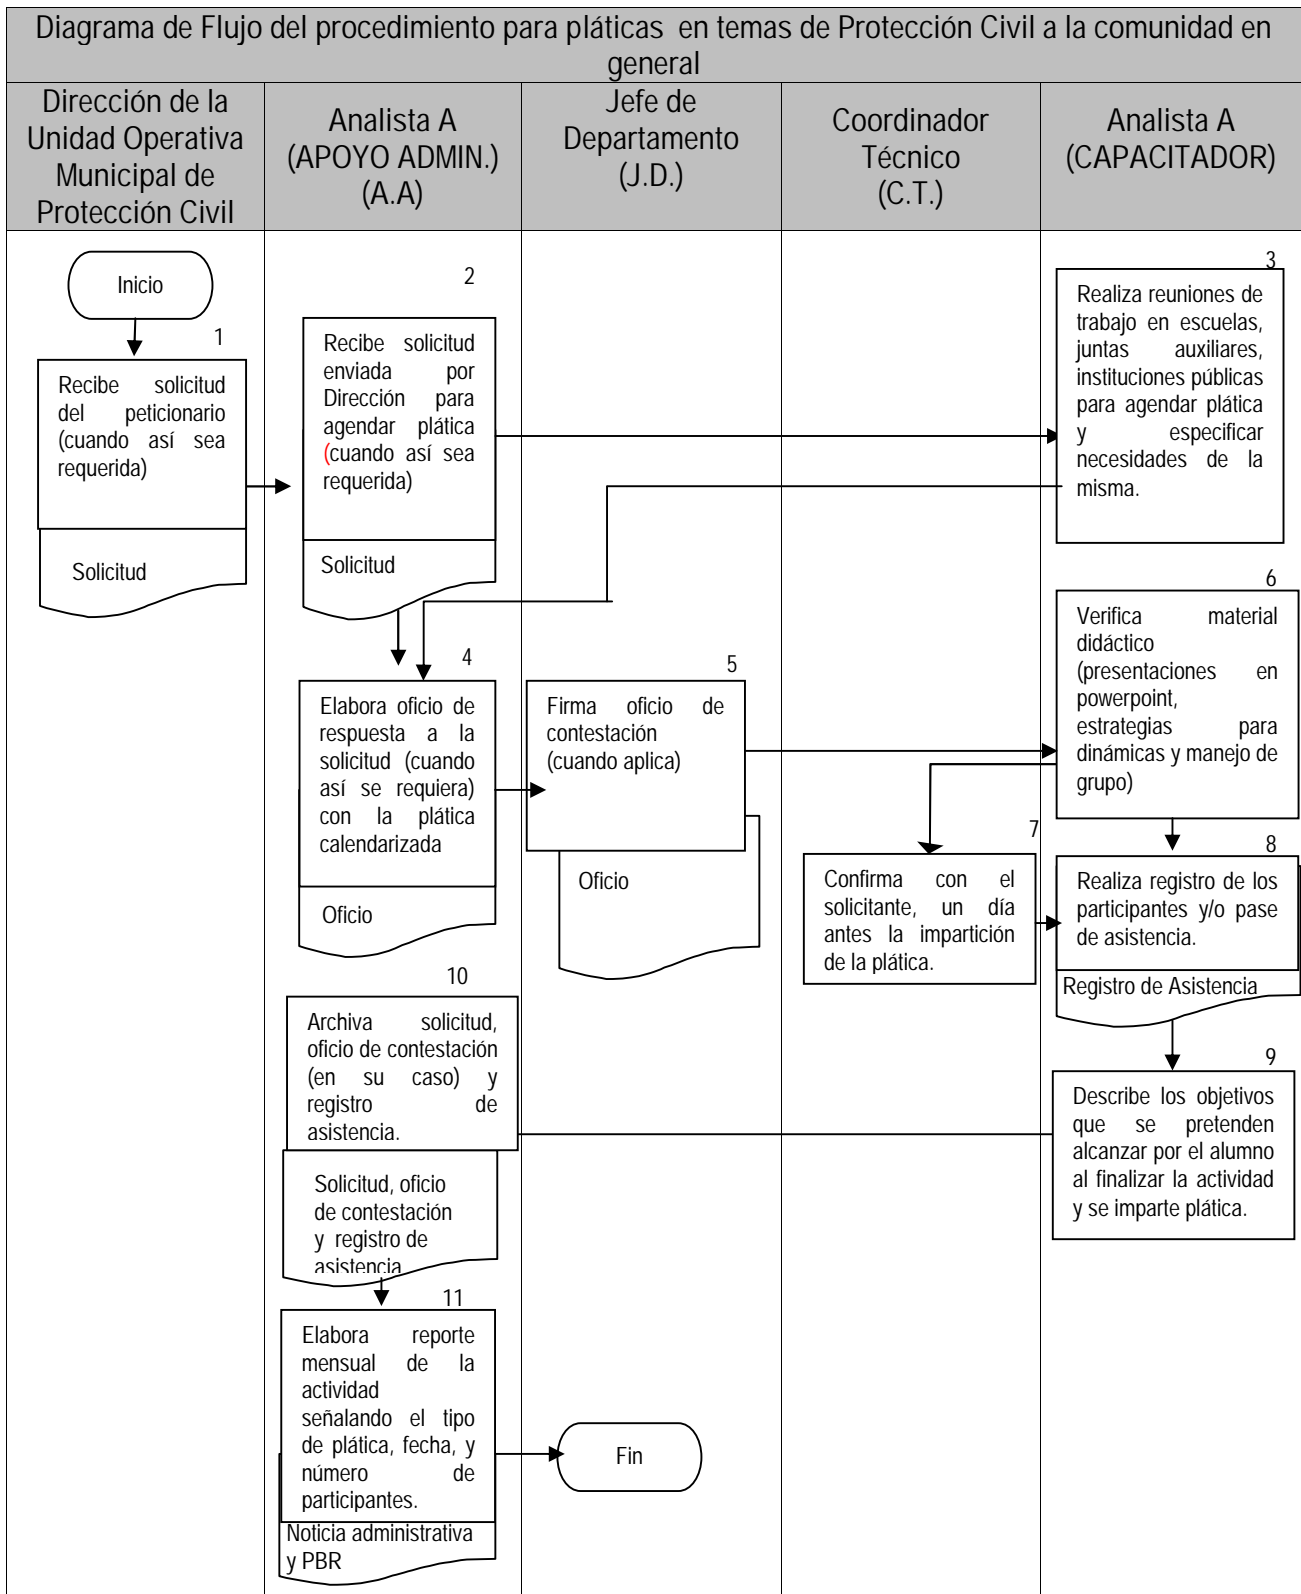 Diagrama de Flujo del procedimiento para pláticas en temas de Protección Civil a la comunidad en
general
Dirección de la
Unidad Operativa
Municipal de
Protección Civil
Analista A
(APOYO ADMIN.)
(A.A)
Jefe de
Departamento
(J.D.)
Coordinador
Técnico
(C.T.)
Analista A
(CAPACITADOR)
Inicio
1
Recibe solicitud
del peticionario
(cuando así sea
requerida)
Solicitud
2
Recibe solicitud
enviada por
Dirección para
agendar plática
(cuando así sea
requerida)
Solicitud
3
Realiza reuniones de
trabajo en escuelas,
juntas auxiliares,
instituciones públicas
para agendar plática
y especificar
necesidades de la
misma.
4
Elabora oficio de
respuesta a la
solicitud (cuando
así se requiera)
con la plática
calendarizada
Oficio
5
Firma oficio de
contestación
(cuando aplica)
Oficio
6
Verifica material
didáctico
(presentaciones en
powerpoint,
estrategias para
dinámicas y manejo de
grupo)
7
Confirma con el
solicitante, un día
antes la impartición
de la plática.
8
Realiza registro de los
participantes y/o pase
de asistencia.
Registro de Asistencia
9
Describe los objetivos
que se pretenden
alcanzar por el alumno
al finalizar la actividad
y se imparte plática.
10
Archiva solicitud,
oficio de contestación
(en su caso) y
registro de
asistencia.
Solicitud, oficio
de contestación
y registro de
asistencia
11
Elabora reporte
mensual de la
actividad
señalando el tipo
de plática, fecha, y
número de
participantes.
Noticia administrativa
y PBR
Fin